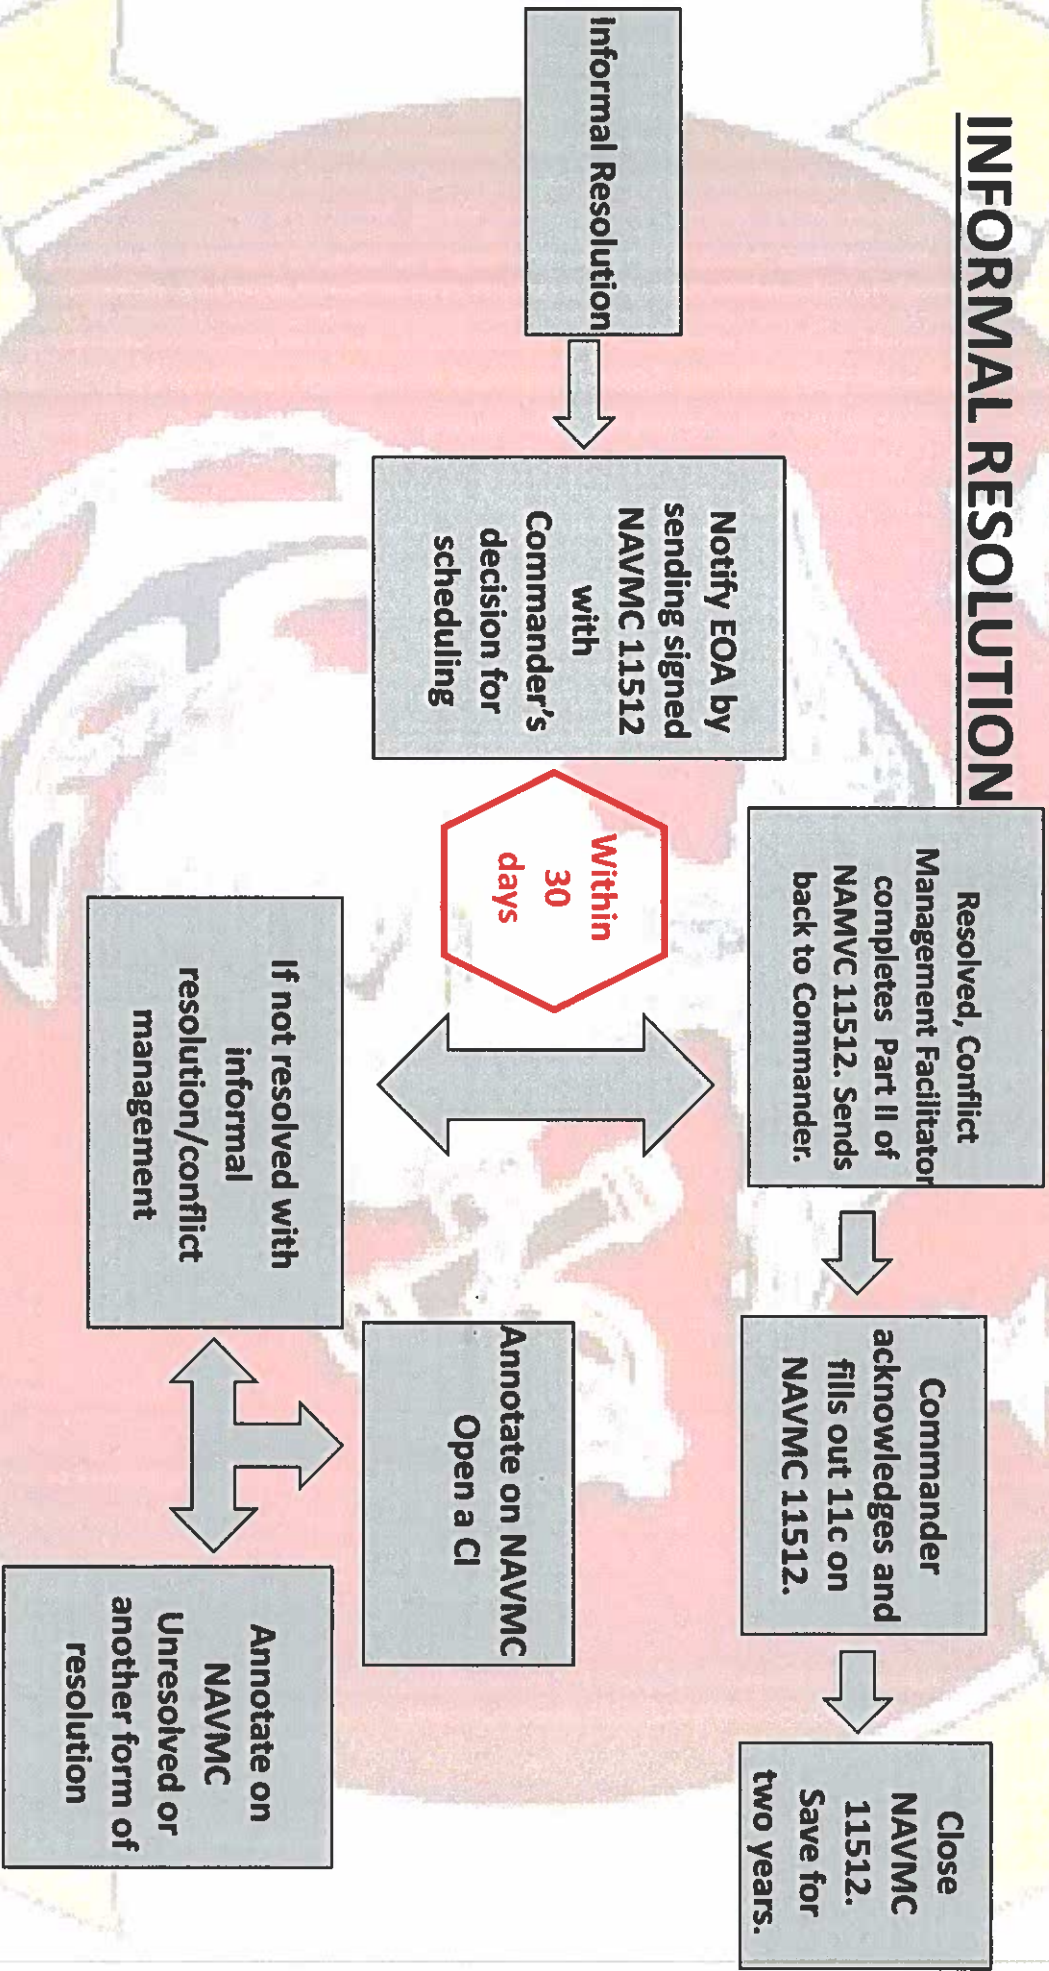 INFORMAL RESOLUTION
Informal Resolution
Notify EOA by
sending signed
NAVMC 11512
with
Commander's
decision for
scheduling
Within
30
days
Resolved, Conflict
Management Facilitator
completes Part II of
NAMVC 11512. Sends
back to Commander.
Commander
acknowledges and
fills out 11c on
NAVMC 11512.
Close
NAVMC
11512.
Save for
two years.
If not resolved with
informal
resolution/conflict
management
Annotate on NAVMC
Open a CI
Annotate on
NAVMC
Unresolved or
another form of
resolution